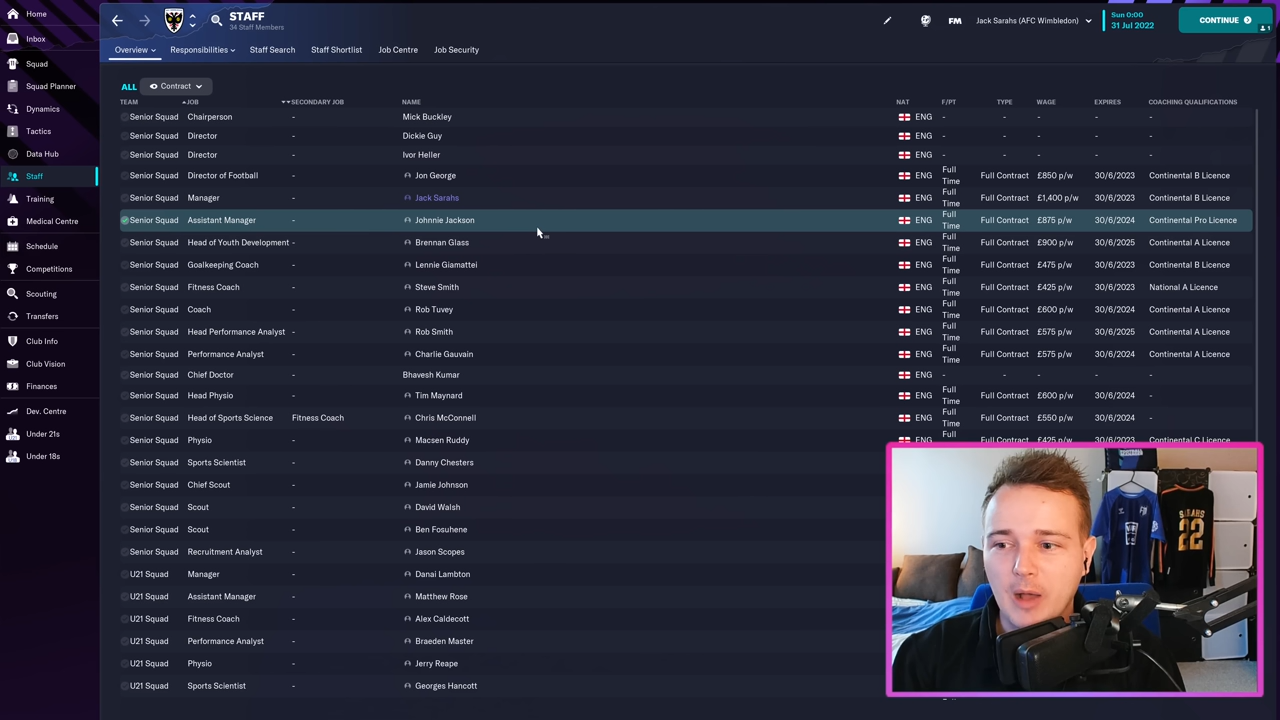 Home
Inbox
Squad
Squad Planner
Dynamics
Tactics
Data Hub
Staff
Training
Medical Centre
Schedule
Competitions
Scouting
Transfers
Club Info
Club Vision
Finances
Dev. Centre
Under 21s
Under 18s
STAFF
34 Staff Members
FM
Jack Sarahs (AFC Wimbledon)
Sun 0:00
31 Jul 2022
CONTINUE
1
Overview
Responsibilities
Staff Search
Staff Shortlist
Job Centre
Job Security
ALL
Contract
TEAM JOB SECONDARY JOB NAME NAT F/PT TYPE WAGE EXPIRES COACHING QUALIFICATIONS
Senior Squad Chairperson - Mick Buckley ENG - - - - -
Senior Squad Director - Dickie Guy ENG - - - - -
Senior Squad Director - Ivor Heller ENG - - - - -
Senior Squad Director of Football - Jon George ENG Full Time Full Contract £850 p/w 30/6/2023 Continental B Licence
Senior Squad Manager - Jack Sarahs ENG Full Time Full Contract £1,400 p/w 30/6/2023 Continental B Licence
Senior Squad Assistant Manager - Johnnie Jackson ENG Full Time Full Contract £875 p/w 30/6/2024 Continental Pro Licence
Senior Squad Head of Youth Development - Brennan Glass ENG Full Time Full Contract £900 p/w 30/6/2025 Continental A Licence
Senior Squad Goalkeeping Coach - Lennie Giamattei ENG Full Time Full Contract £475 p/w 30/6/2023 Continental B Licence
Senior Squad Fitness Coach - Steve Smith ENG Full Time Full Contract £425 p/w 30/6/2023 National A Licence
Senior Squad Coach - Rob Tuvey ENG Full Time Full Contract £600 p/w 30/6/2024 Continental A Licence
Senior Squad Head Performance Analyst - Rob Smith ENG Full Time Full Contract £575 p/w 30/6/2025 Continental A Licence
Senior Squad Performance Analyst - Charlie Gauvain ENG Full Time Full Contract £575 p/w 30/6/2024 Continental A Licence
Senior Squad Chief Doctor - Bhavesh Kumar ENG - - - - -
Senior Squad Head Physio - Tim Maynard ENG Full Time Full Contract £600 p/w 30/6/2024 -
Senior Squad Head of Sports Science Fitness Coach Chris McConnell ENG Full Time Full Contract £550 p/w 30/6/2024 -
Senior Squad Physio - Macsen Ruddy ENG Full Full Contract £425 p/w 30/6/2023 Continental C Licence
Senior Squad Sports Scientist - Danny Chesters
Senior Squad Chief Scout - Jamie Johnson
Senior Squad Scout - David Walsh
Senior Squad Scout - Ben Fosuhene
Senior Squad Recruitment Analyst - Jason Scopes
U21 Squad Manager - Danai Lambton
U21 Squad Assistant Manager - Matthew Rose
U21 Squad Fitness Coach - Alex Caldecott
U21 Squad Performance Analyst - Braeden Master
U21 Squad Physio - Jerry Reape
U21 Squad Sports Scientist - Georges Hancott
SARAHS
22